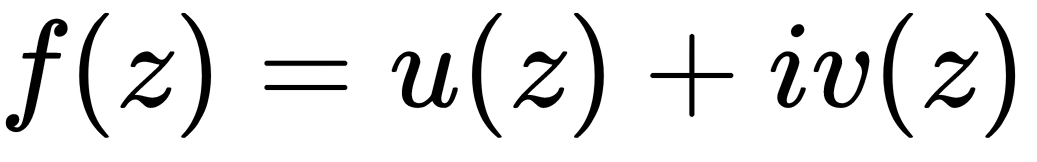 f(z) = u(z) + iv(z)